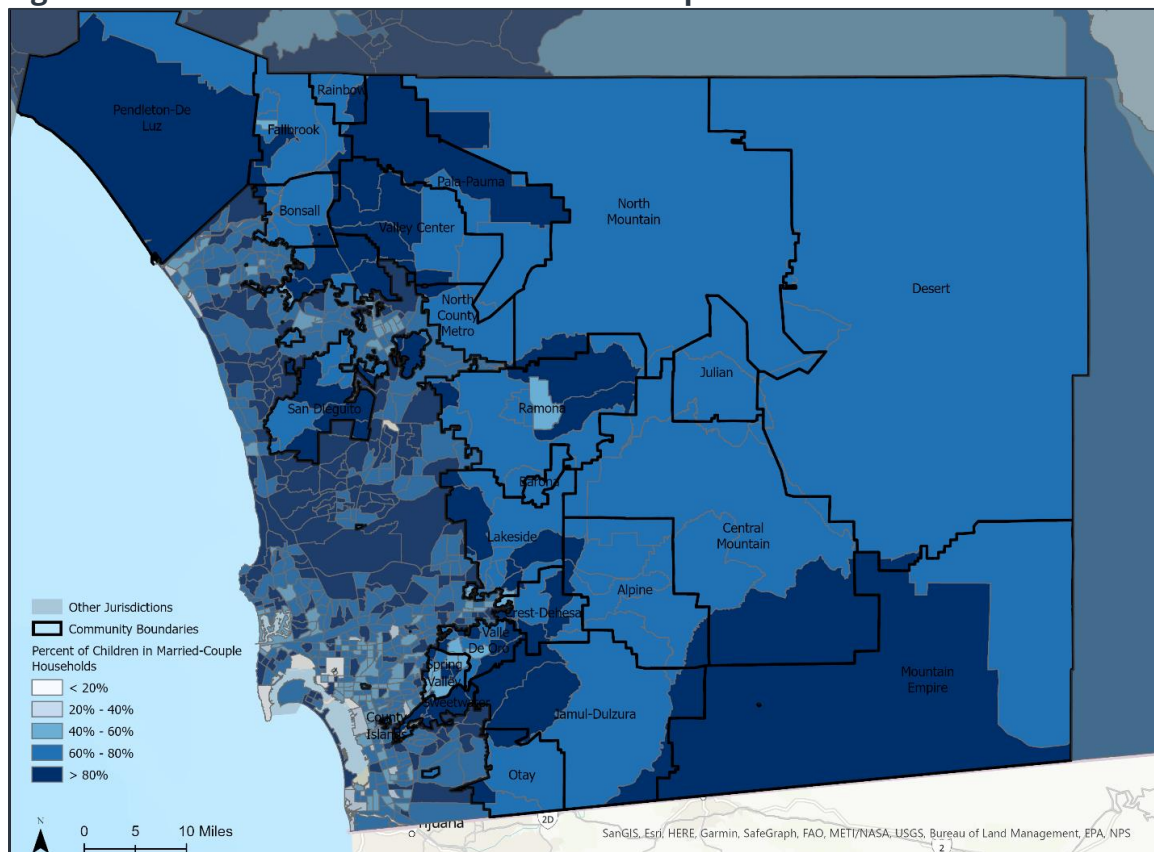 Rainbow
Pendleton-De
Luz
Fallbrook
Pala-Pauma
North
Mountain
Bonsall
Valley Center
Desert
North
County
Metro
Julian
San Dieguito
Ramona
Barona
Lakeside
Central
Mountain
Alpine
Crest-Dehesa
Valle
De Oro
Spring
Valley
Mountain
Empire
Sweetwater
County
Islands
Jamul-Dulzura
Otay
Other Jurisdictions
Community Boundaries
Percent of Children in Married-Couple
Households
< 20%
20% - 40%
40% - 60%
60% - 80%
> 80%
N
0 5 10 Miles
Tijuana
2D
2
SanGIS, Esri, HERE, Garmin, SafeGraph, FAO, METI/NASA, USGS, Bureau of Land Management, EPA, NPS